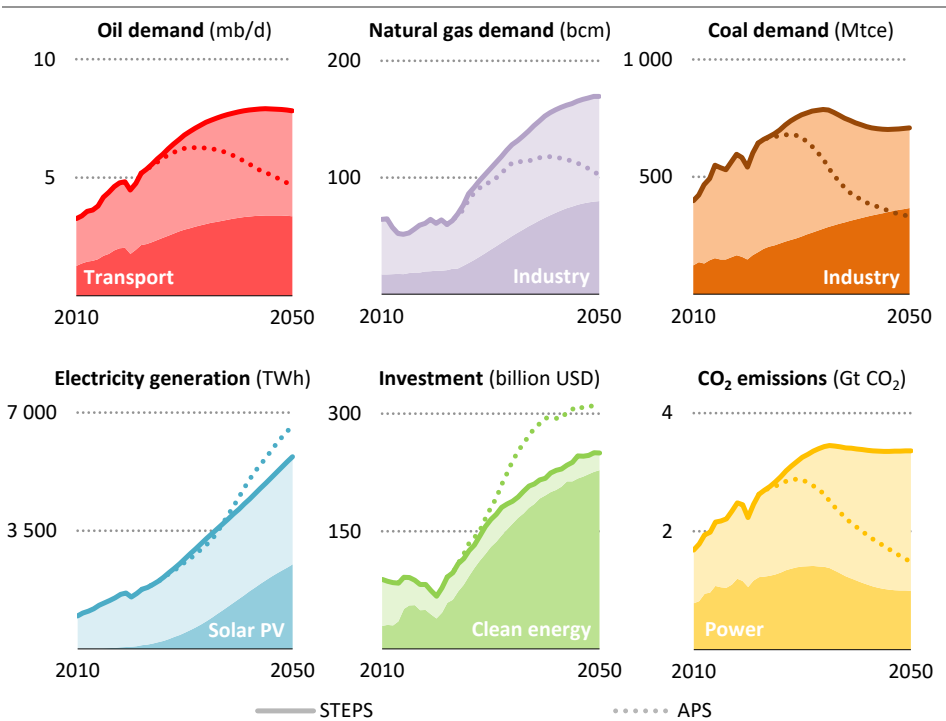 Oil demand (mb/d)
10
5
Transport
2010 2050
Natural gas demand (bcm)
200
100
Industry
2010 2050
Coal demand (Mtce)
1 000
500
Industry
2010 2050
Electricity generation (TWh)
7 000
3 500
Solar PV
2010 2050
Investment (billion USD)
300
150
Clean energy
2010 2050
CO₂ emissions (Gt CO₂)
4
2
Power
2010 2050
STEPS APS